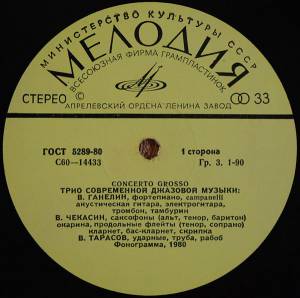 МИНИСТЕРСТВО КУЛЬТУРЫ СССР
МЕЛОДИЯ
ВСЕСОЮЗНАЯ ФИРМА ГРАМПЛАСТИНОК
СТЕРЕО
33
АПРЕЛЕВСКИЙ ОРДЕНА ЛЕНИНА ЗАВОД
ГОСТ 5289-80
1 сторона
С60—14433
Гр. 3. 1-90
CONCERTO GROSSO
ТРИО СОВРЕМЕННОЙ ДЖАЗОВОЙ МУЗЫКИ:
В. ГАНЕЛИН, фортепиано, campanelli
акустическая гитара, электрогитара,
тромбон, тамбурин
В. ЧЕКАСИН, саксофоны (альт, тенор, баритон)
окарина, продольные флейты (тенор, сопрано)
кларнет, бас-кларнет, скрипка
В. ТАРАСОВ, ударные, труба, рабоб
Фонограмма, 1980